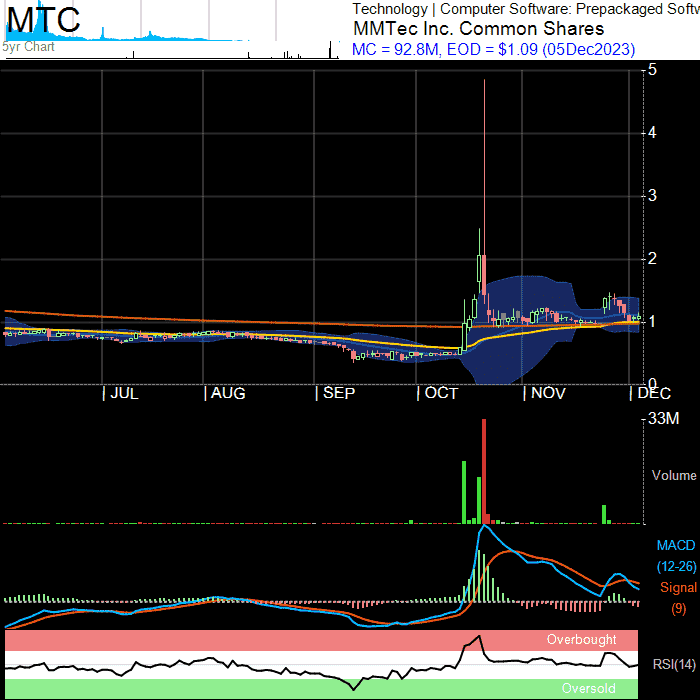 MTC
5yr Chart
Technology | Computer Software: Prepackaged Softw
MMTec Inc. Common Shares
MC = 92.8M, EOD = $1.09 (05Dec2023)
5
4
3
2
1
0
JUL
AUG
SEP
OCT
NOV
DEC
33M
Volume
MACD
(12-26)
Signal
(9)
Overbought
RSI(14)
Oversold